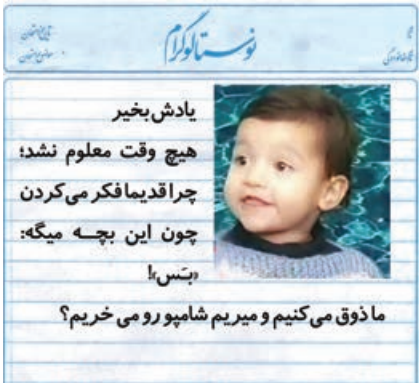 نوستالوگرام
یادش‌بخیر
هیچ وقت معلوم نشد؛
چرا قدیما فکر می‌کردن
چون این بچه میگه:
«بَس»!
ما ذوق می‌کنیم و میریم شامپو رو می خریم؟